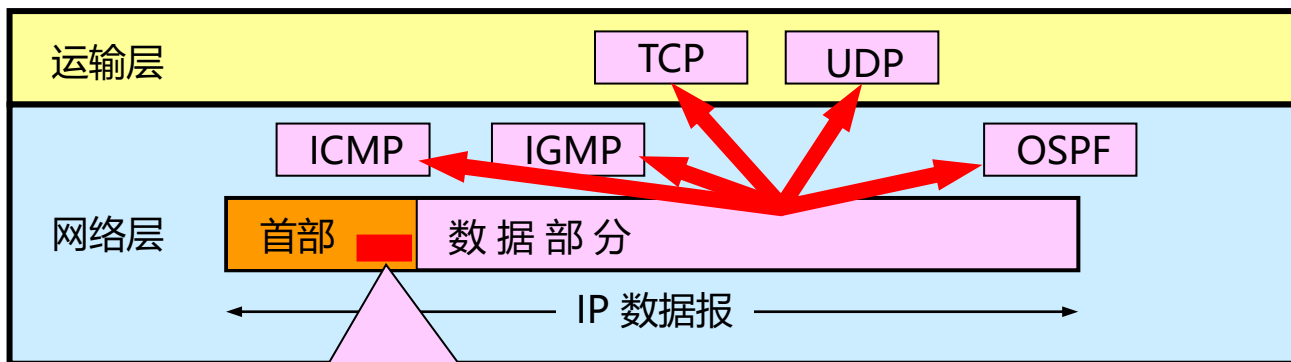 运输层
TCP
UDP
ICMP
IGMP
OSPF
网络层
首部
数据部分
IP 数据报